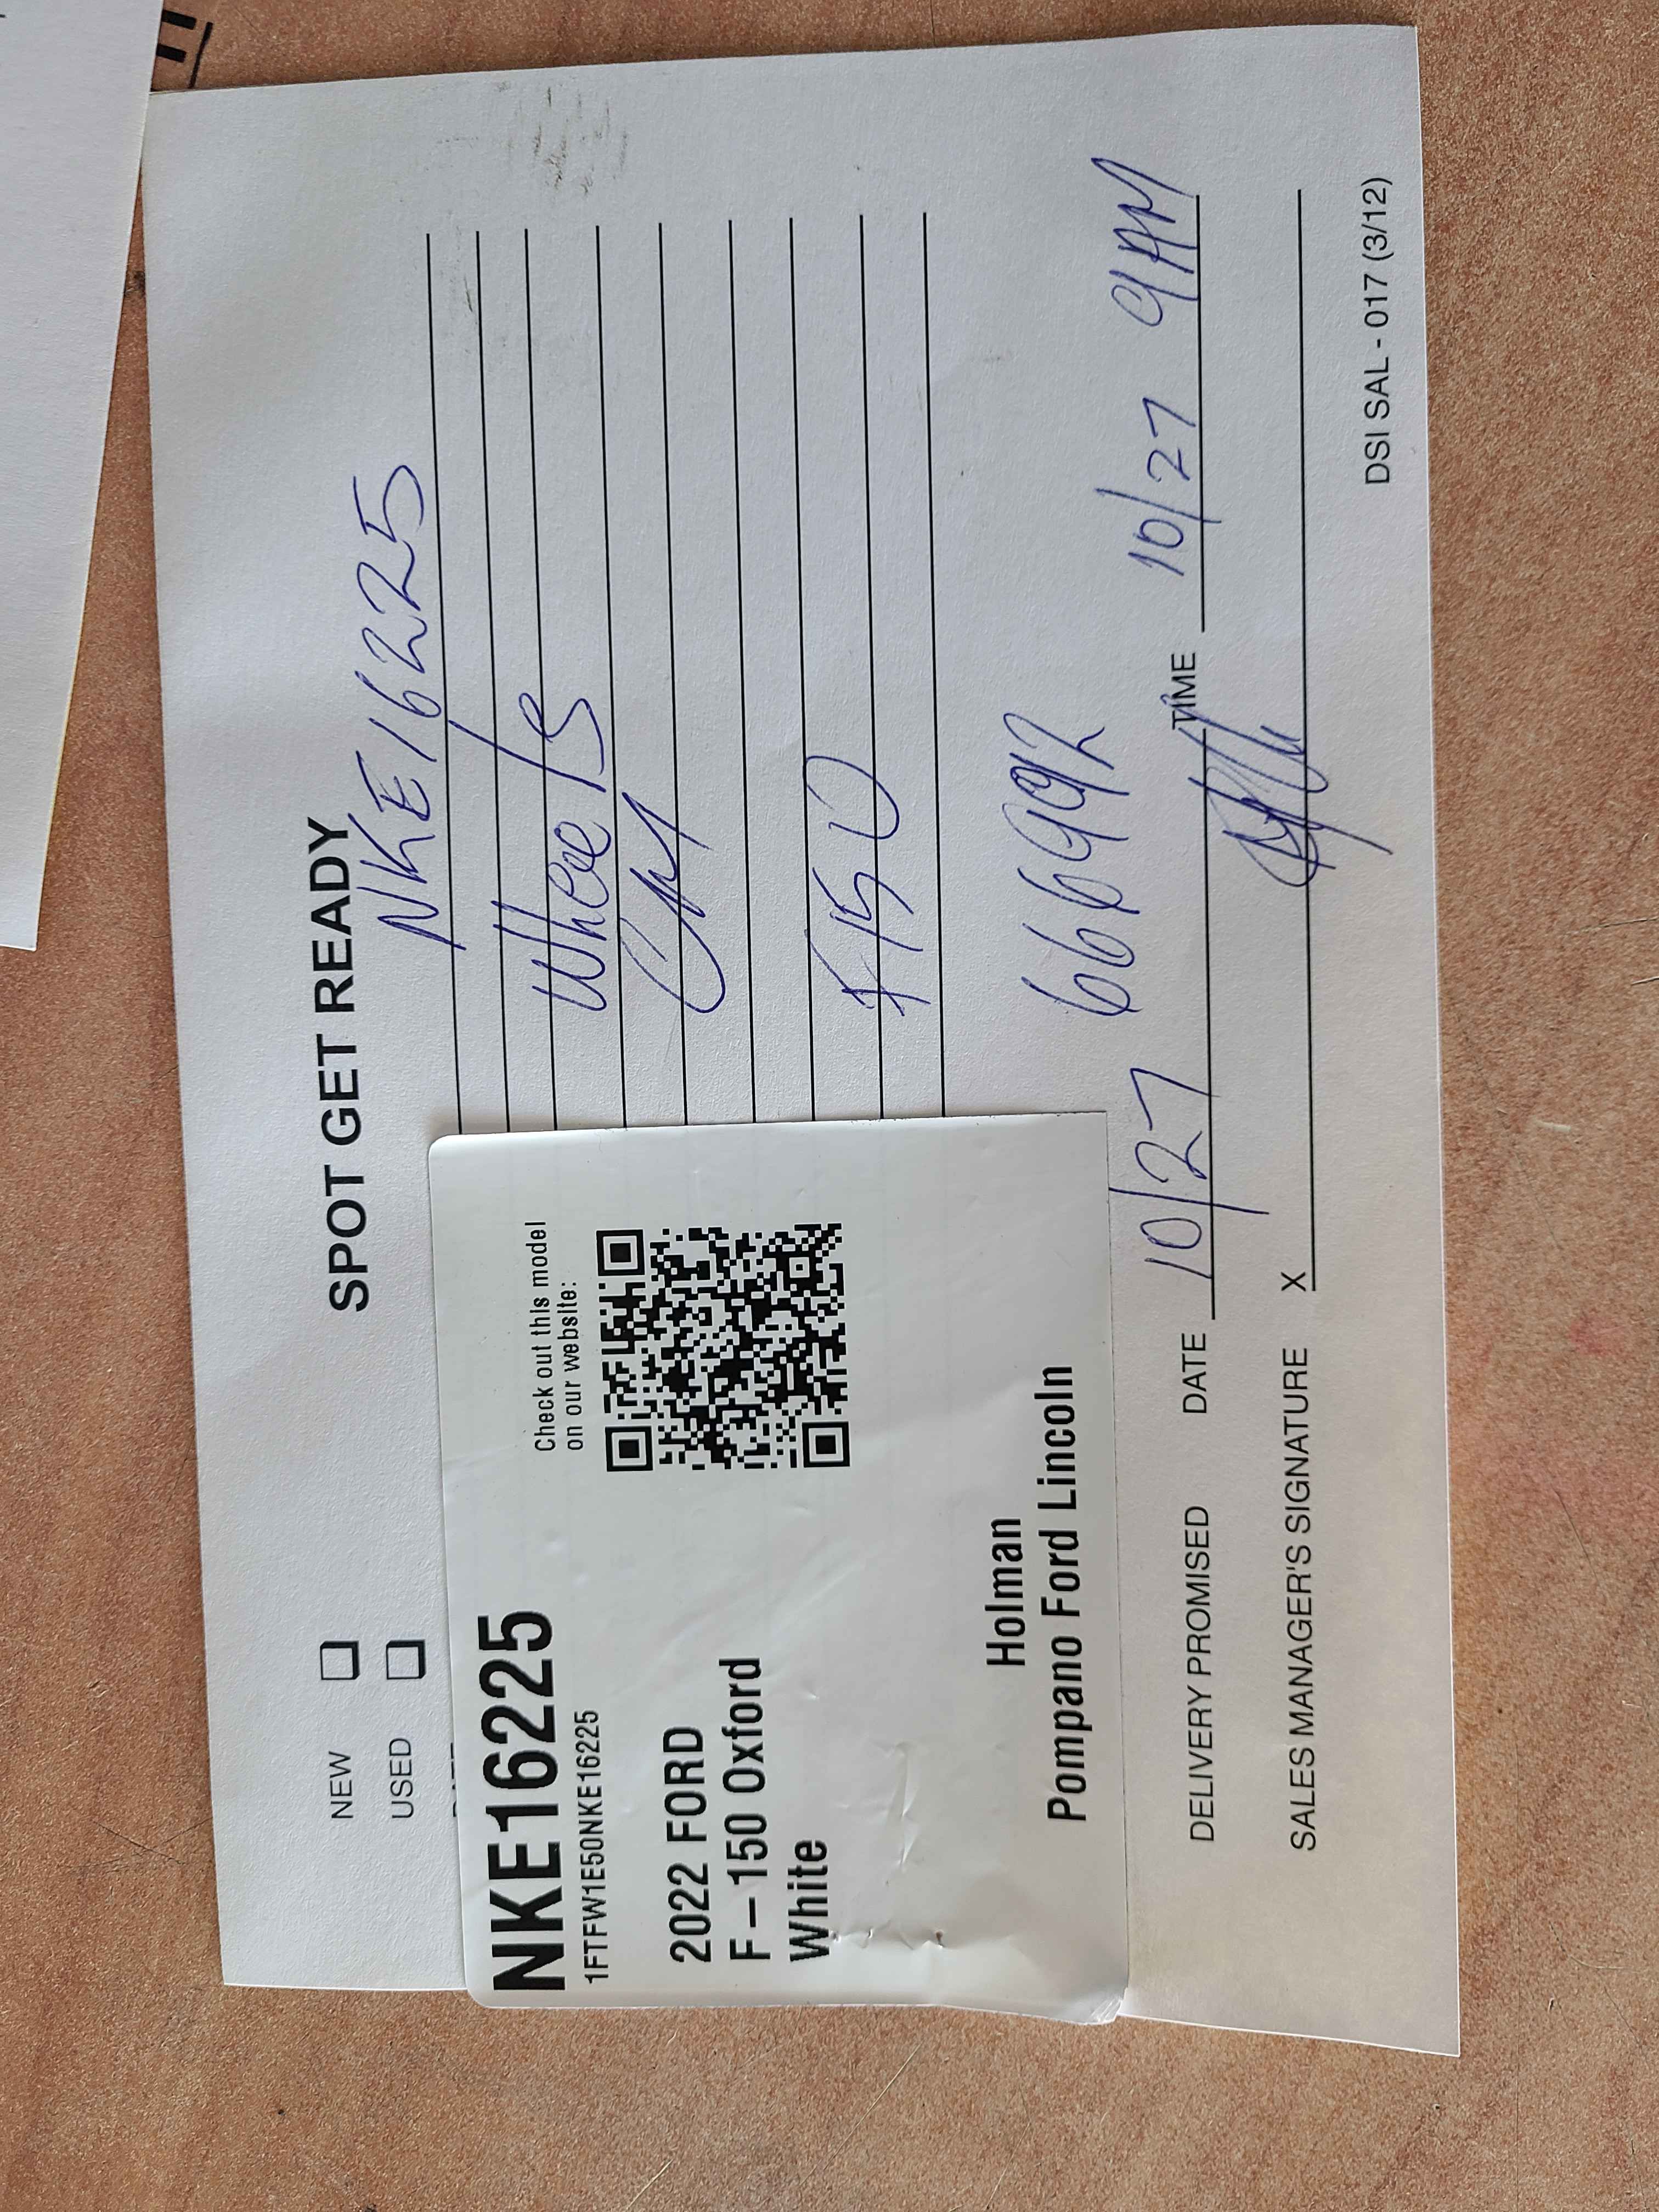 SPOT GET READY
NEW
USED
NKE16225
Wheels
CM
F150
NKE16225
1FTFW1E50NKE16225
Check out this model
on our website:
2022 FORD
F-150 Oxford
White
Holman
Pompano Ford Lincoln
DELIVERY PROMISED DATE 10/27 TIME 10/27 9AM
SALES MANAGER'S SIGNATURE X
DSI SAL - 017 (3/12)